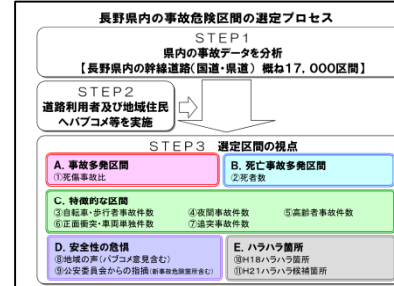 長野県内の事故危険区間の選定プロセス
STEP1
県内の事故データを分析
【長野県内の幹線道路(国道・県道) 概ね17,000区間】
STEP2
道路利用者及び地域住民
へパブコメ等を実施
STEP3 選定区間の視点
A. 事故多発区間
①死傷事故比
B. 死亡事故多発区間
②死者数
C. 特徴的な区間
③自転車・歩行者事故件数 ④夜間事故件数 ⑤高齢者事故件数
⑥正面衝突・車両単独件数 ⑦追突事故件数
D. 安全性の危惧
⑧地域の声(パブコメ意見含む)
⑨公安委員会からの指摘(新事故危険箇所含む)
E. ハラハラ箇所
⑩H18ハラハラ箇所
⑪H21ハラハラ候補箇所